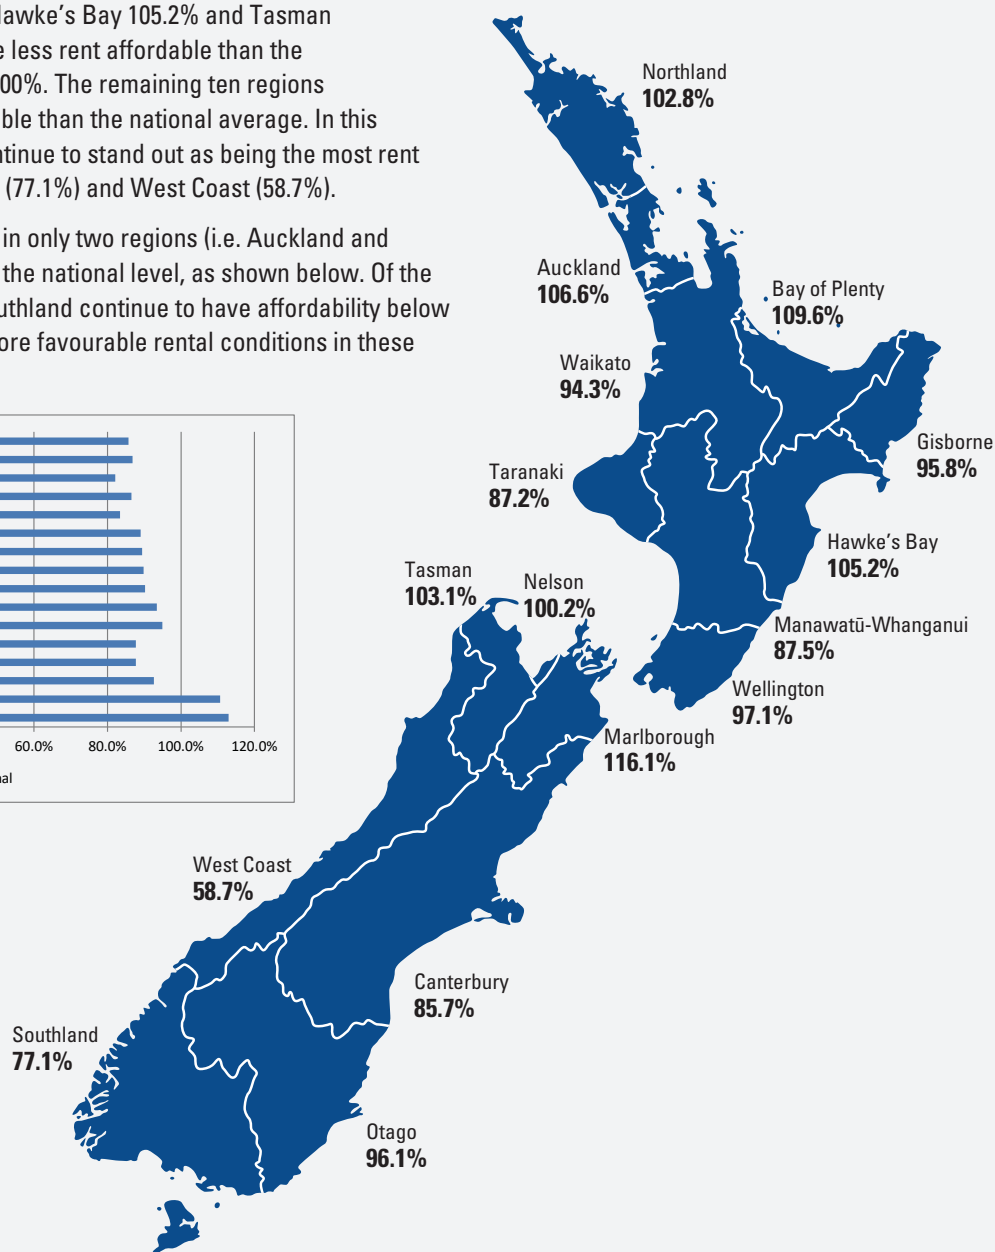 Hawke's Bay 105.2% and Tasman
less rent affordable than the
00%. The remaining ten regions
than the national average. In this
continue to stand out as being the most rent
(77.1%) and West Coast (58.7%).
in only two regions (i.e. Auckland and
the national level, as shown below. Of the
continue to have affordability below
favourable rental conditions in these
60.0% 80.0% 100.0% 120.0%
Northland
102.8%
Auckland
106.6%
Bay of Plenty
109.6%
Waikato
94.3%
Gisborne
95.8%
Taranaki
87.2%
Hawke's Bay
105.2%
Tasman
103.1%
Nelson
100.2%
Manawatū-Whanganui
87.5%
Wellington
97.1%
Marlborough
116.1%
West Coast
58.7%
Canterbury
85.7%
Southland
77.1%
Otago
96.1%